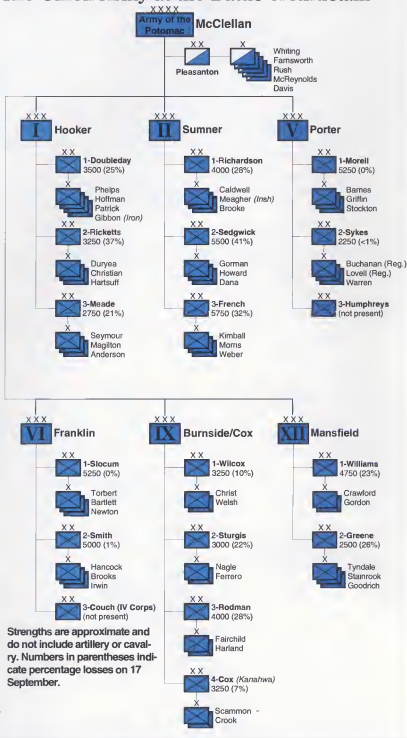 XXXX
Army of the
Potomac
McClellan
XX
Pleasanton
X
Whiting
Farnsworth
Rush
McReynolds
Davis
XXX
I Hooker
XX
1-Doubleday
3500 (25%)
X
Phelps
Hoffman
Patrick
Gibbon (Iron)
XX
2-Ricketts
3250 (37%)
X
Duryea
Christian
Hartsuff
XX
3-Meade
2750 (21%)
X
Seymour
Magilton
Anderson
XXX
II Sumner
XX
1-Richardson
4000 (28%)
X
Caldwell
Meagher (Irish)
Brooke
XX
2-Sedgwick
5500 (41%)
X
Gorman
Howard
Dana
XX
3-French
5750 (32%)
X
Kimball
Morris
Weber
XXX
V Porter
XX
1-Morell
5250 (0%)
X
Barnes
Griffin
Stockton
XX
2-Sykes
2250 (<1%)
X
Buchanan (Reg.)
Lovell (Reg.)
Warren
XX
3-Humphreys
(not present)
XXX
VI Franklin
XX
1-Slocum
5250 (0%)
X
Torbert
Bartlett
Newton
XX
2-Smith
5000 (1%)
X
Hancock
Brooks
Irwin
XX
3-Couch (IV Corps)
(not present)
XXX
IX Burnside/Cox
XX
1-Wilcox
3250 (10%)
X
Christ
Welsh
XX
2-Sturgis
3000 (22%)
X
Nagle
Ferrero
XX
3-Rodman
4000 (28%)
X
Fairchild
Harland
XX
4-Cox (Kanahwa)
3250 (7%)
X
Scammon -
Crook
XXX
XII Mansfield
XX
1-Williams
4750 (23%)
X
Crawford
Gordon
XX
2-Greene
2500 (26%)
X
Tyndale
Stainrook
Goodrich
Strengths are approximate and
do not include artillery or caval-
ry. Numbers in parentheses indi-
cate percentage losses on 17
September.